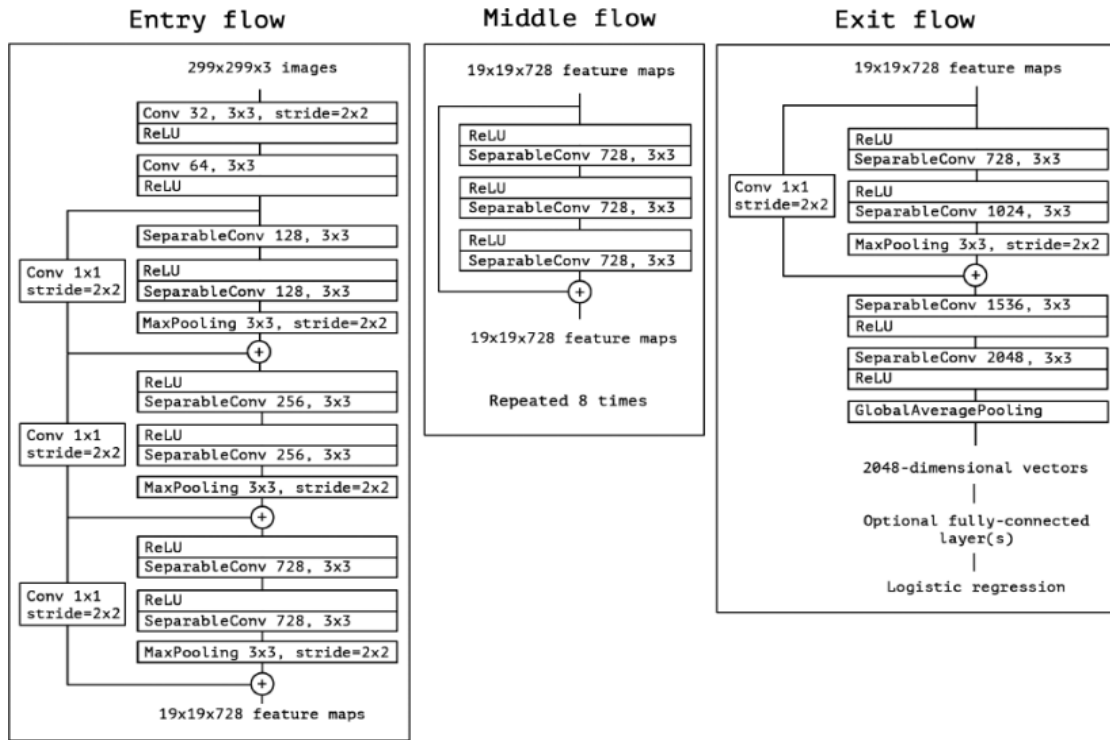 Entry flow
299x299x3 images
Conv 32, 3x3, stride=2x2
ReLU
Conv 64, 3x3
ReLU
SeparableConv 128, 3x3
Conv 1x1
stride=2x2
ReLU
SeparableConv 128, 3x3
MaxPooling 3x3, stride=2x2
+
ReLU
SeparableConv 256, 3x3
Conv 1x1
stride=2x2
ReLU
SeparableConv 256, 3x3
MaxPooling 3x3, stride=2x2
+
ReLU
SeparableConv 728, 3x3
Conv 1x1
stride=2x2
ReLU
SeparableConv 728, 3x3
MaxPooling 3x3, stride=2x2
+
19x19x728 feature maps
Middle flow
19x19x728 feature maps
ReLU
SeparableConv 728, 3x3
ReLU
SeparableConv 728, 3x3
ReLU
SeparableConv 728, 3x3
+
19x19x728 feature maps
Repeated 8 times
Exit flow
19x19x728 feature maps
ReLU
SeparableConv 728, 3x3
Conv 1x1
stride=2x2
ReLU
SeparableConv 1024, 3x3
MaxPooling 3x3, stride=2x2
+
SeparableConv 1536, 3x3
ReLU
SeparableConv 2048, 3x3
ReLU
GlobalAveragePooling
2048-dimensional vectors
Optional fully-connected
layer(s)
Logistic regression